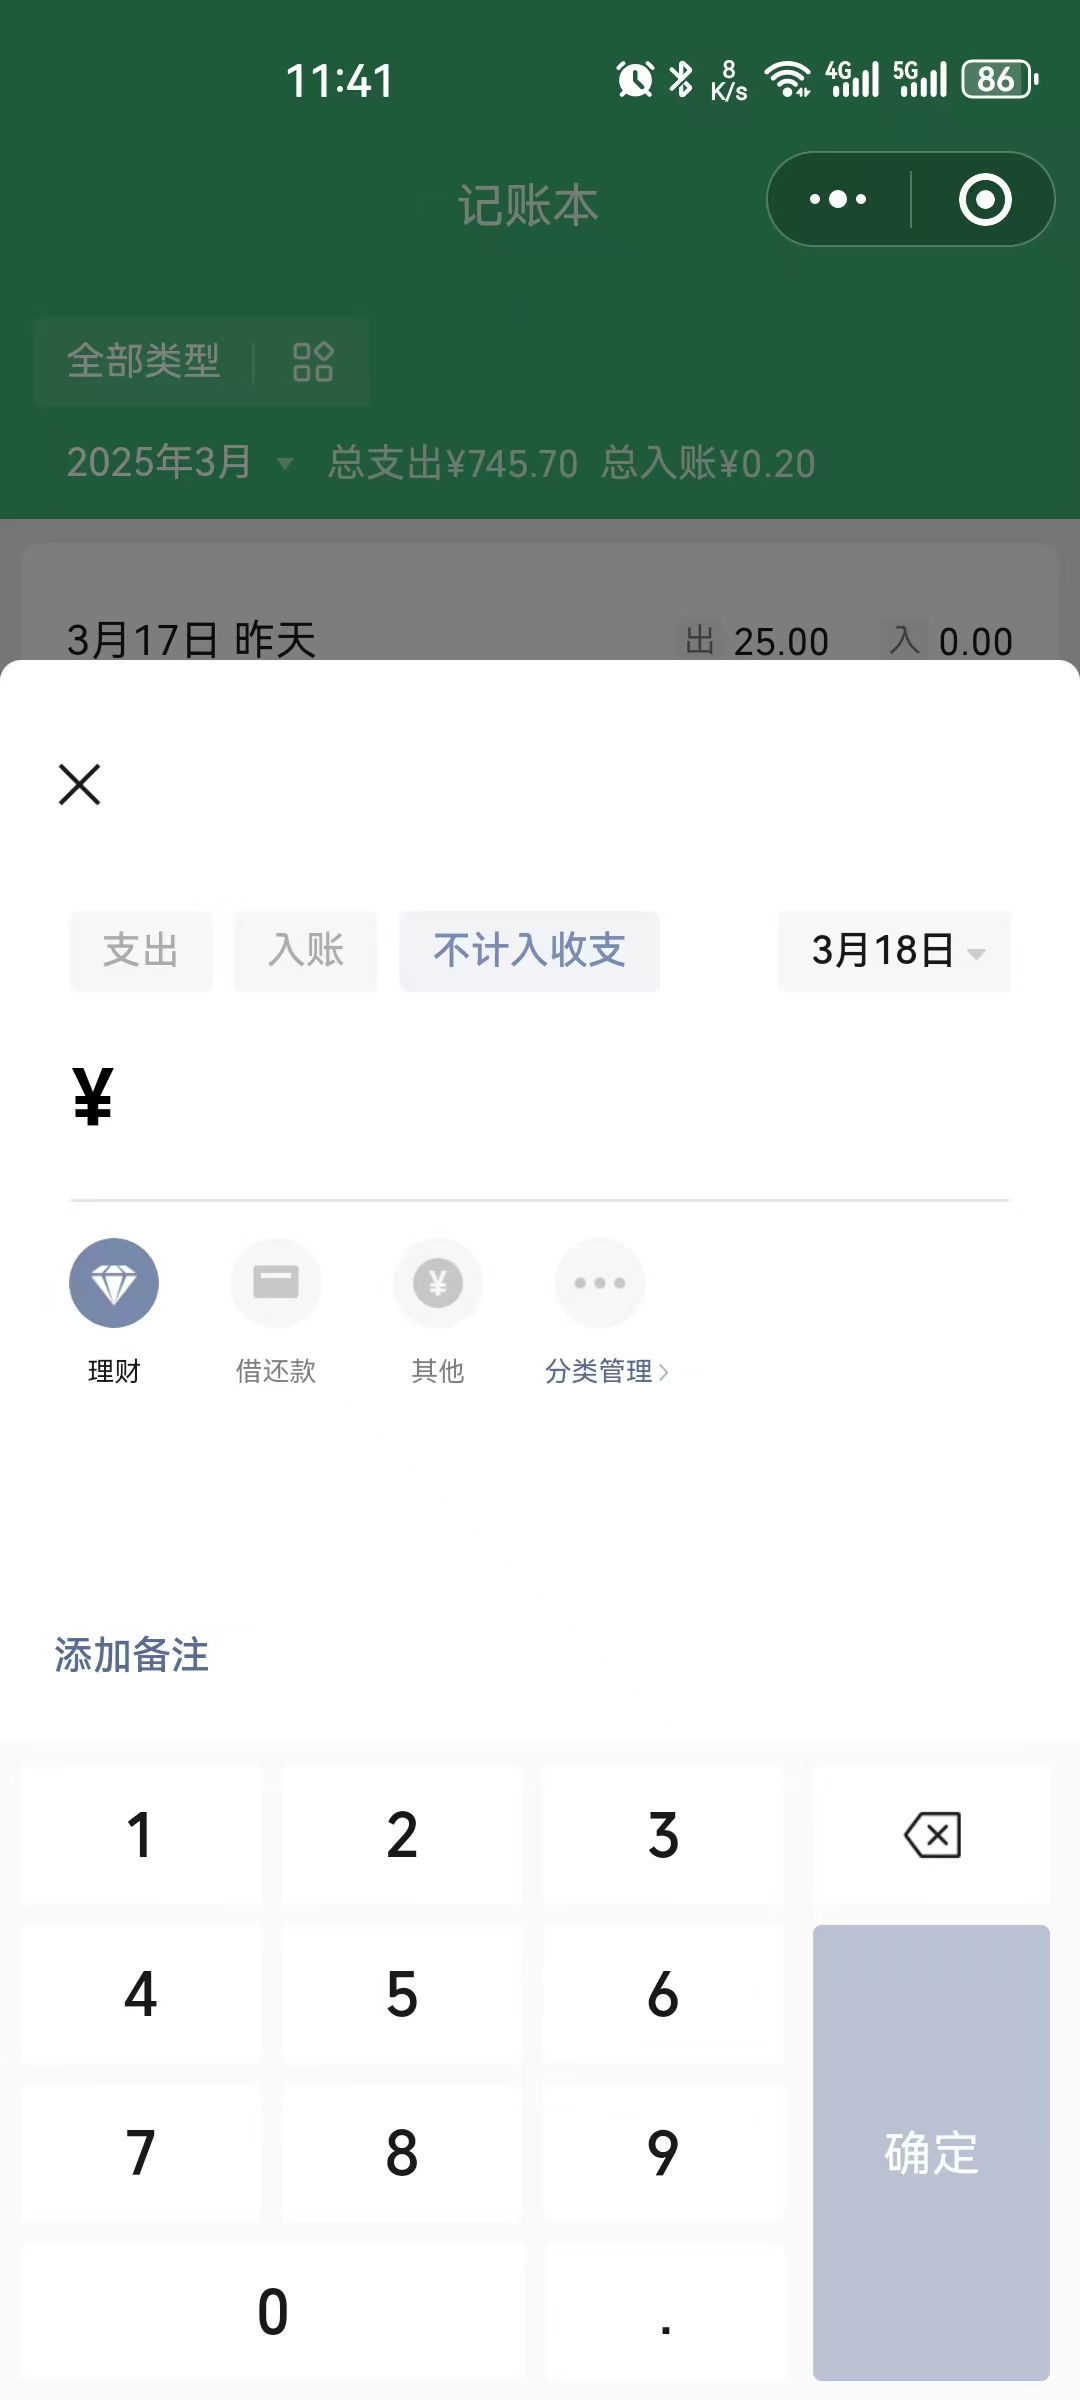 11:41 8 K/s 4G 5G 86
记账本
全部类型
2025年3月 总支出¥745.70 总入账¥0.20
3月17日 昨天 出 25.00 入 0.00
支出 入账 不计入收支 3月18日
¥
理财 借还款 其他 分类管理
添加备注
1 2 3
4 5 6
7 8 9
确定
0 .